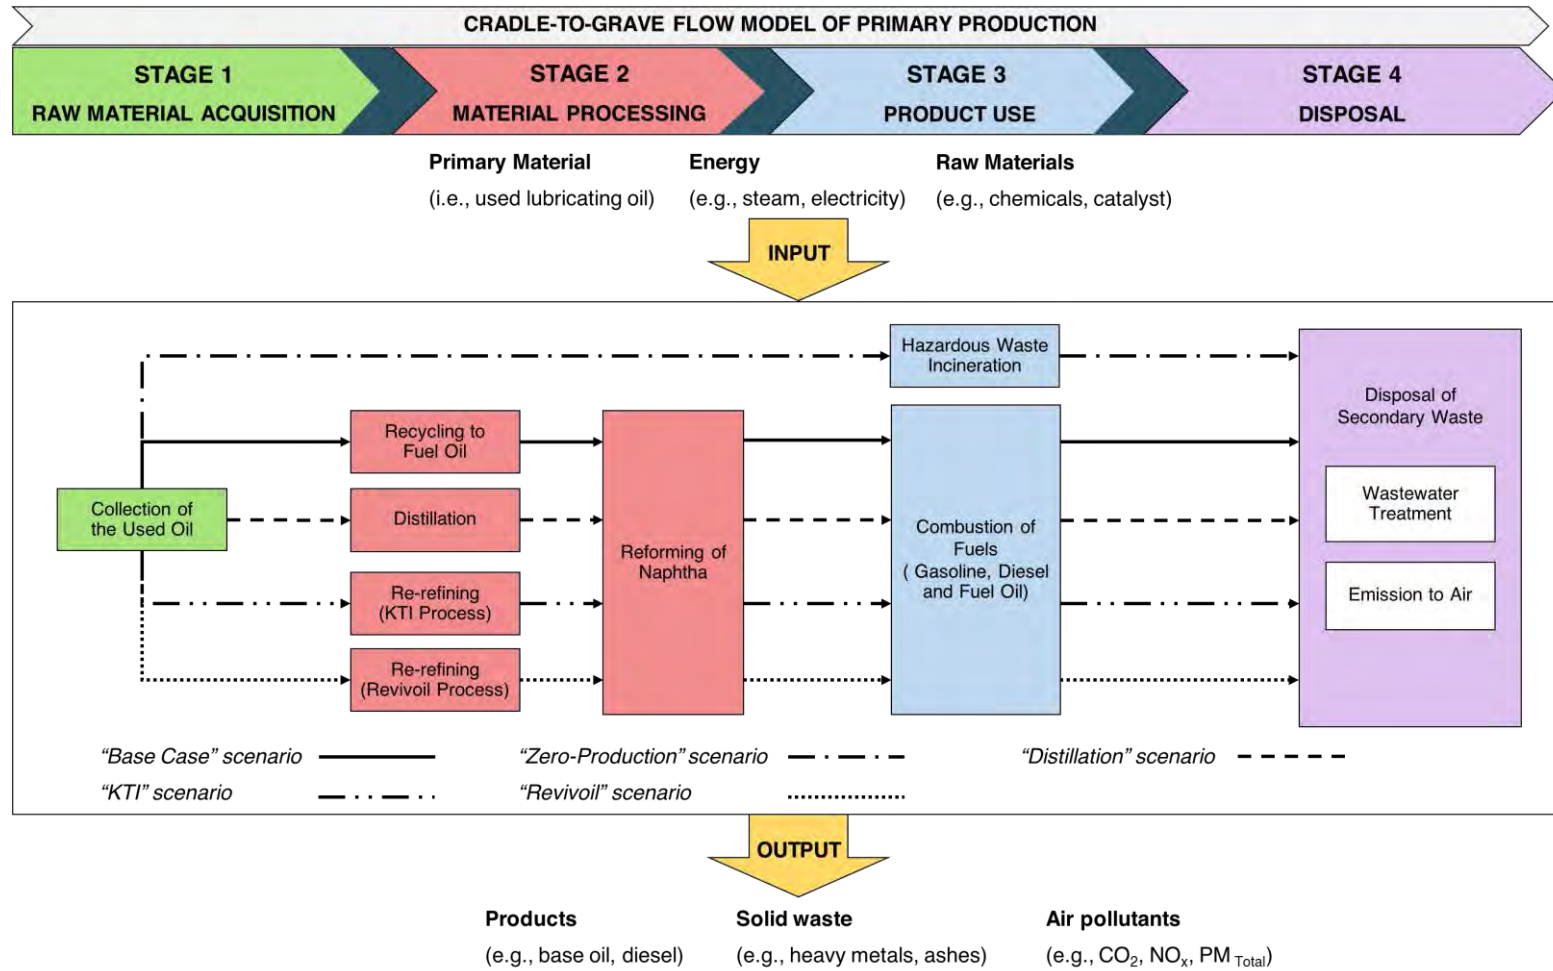 CRADLE-TO-GRAVE FLOW MODEL OF PRIMARY PRODUCTION
STAGE 1
RAW MATERIAL ACQUISITION
STAGE 2
MATERIAL PROCESSING
STAGE 3
PRODUCT USE
STAGE 4
DISPOSAL
Primary Material
(i.e., used lubricating oil)
Energy
(e.g., steam, electricity)
Raw Materials
(e.g., chemicals, catalyst)
INPUT
Hazardous Waste
Incineration
Collection of
the Used Oil
Recycling to
Fuel Oil
Distillation
Re-refining
(KTI Process)
Re-refining
(Revivoil Process)
Reforming of
Naphtha
Combustion of
Fuels
( Gasoline, Diesel
and Fuel Oil)
Disposal of
Secondary Waste
Wastewater
Treatment
Emission to Air
“Base Case” scenario
“Zero-Production” scenario
“Distillation” scenario
“KTI” scenario
“Revivoil” scenario
OUTPUT
Products
(e.g., base oil, diesel)
Solid waste
(e.g., heavy metals, ashes)
Air pollutants
(e.g., CO₂, NOₓ, PM Total)